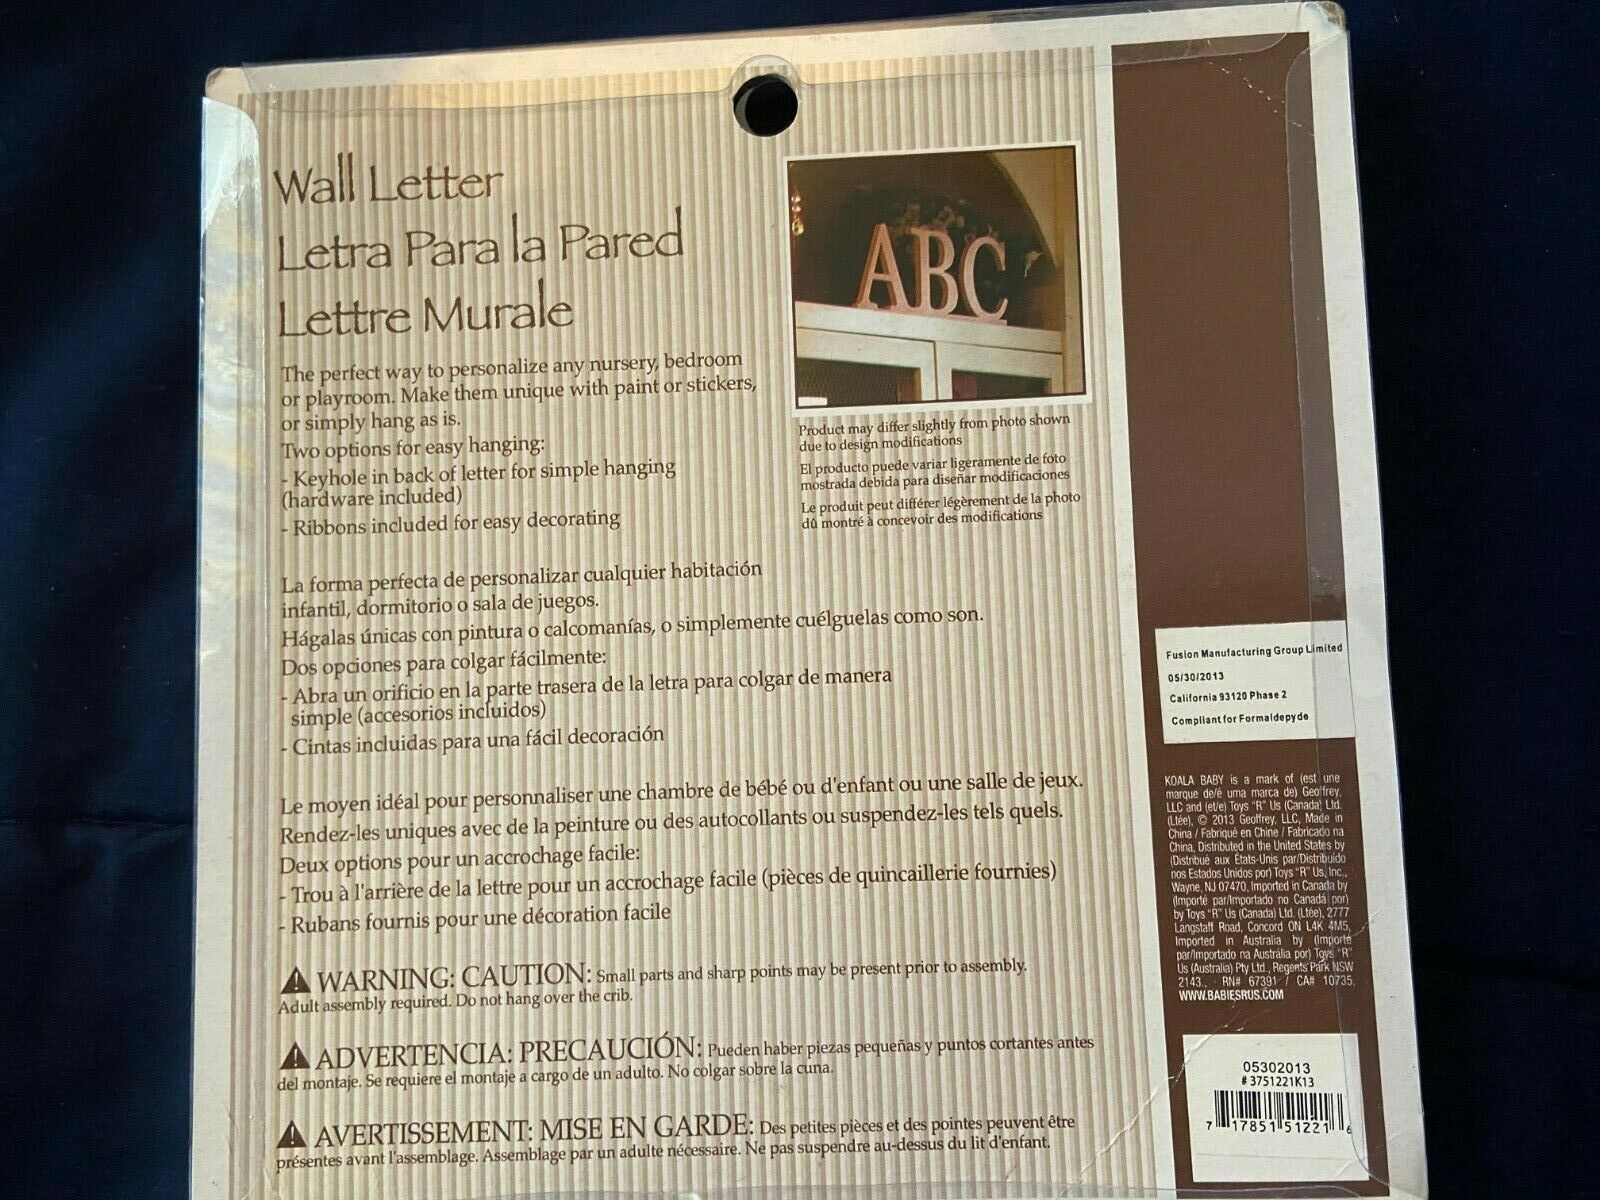 Wall Letter
Letra Para la Pared
Lettre Murale
The perfect way to personalize any nursery, bedroom
or playroom. Make them unique with paint or stickers,
or simply hang as is.
Two options for easy hanging:
- Keyhole in back of letter for simple hanging
(hardware included)
- Ribbons included for easy decorating
ABC
Product may differ slightly from photo shown
due to design modifications
El producto puede variar ligeramente de foto
mostrada debida para diseñar modificaciones
Le produit peut différer légèrement de la photo
dû montré à concevoir des modifications
La forma perfecta de personalizar cualquier habitación
infantil, dormitorio o sala de juegos.
Hágalas únicas con pintura o calcomanías, o simplemente cuélguelas como son.
Dos opciones para colgar fácilmente:
- Abra un orificio en la parte trasera de la letra para colgar de manera
simple (accesorios incluidos)
- Cintas incluidas para una fácil decoración
Le moyen idéal pour personnaliser une chambre de bébé ou d'enfant ou une salle de jeux.
Rendez-les uniques avec de la peinture ou des autocollants ou suspendez-les tels quels.
Deux options pour un accrochage facile:
- Trou à l'arrière de la lettre pour un accrochage facile (pièces de quincaillerie fournies)
- Rubans fournis pour une décoration facile
⚠ WARNING: CAUTION: Small parts and sharp points may be present prior to assembly.
Adult assembly required. Do not hang over the crib.
⚠ ADVERTENCIA: PRECAUCIÓN: Pueden haber piezas pequeñas y puntos cortantes antes
del montaje. Se requiere el montaje a cargo de un adulto. No colgar sobre la cuna.
⚠ AVERTISSEMENT: MISE EN GARDE: Des petites pièces et des pointes peuvent être
présentes avant l'assemblage. Assemblage par un adulte nécessaire. Ne pas suspendre au-dessus du lit d'enfant.
Fusion Manufacturing Group Limited
05/30/2013
California 93120 Phase 2
Compliant for Formaldepyde
KOALA BABY is a mark of (est une
marque de/é uma marca de) Geoffrey,
LLC and (et/e) Toys "R" Us (Canada) Ltd.
(Ltée), © 2013 Geoffrey, LLC, Made in
China / Fabriqué en Chine / Fabricado na
China, Distributed in the United States by
(Distribué aux États-Unis par/Distribuído
nos Estados Unidos por) Toys "R" Us, Inc.,
Wayne, NJ 07470, Imported in Canada by
(Importé par/Importado no Canadá por)
by Toys "R" Us (Canada) Ltd. (Ltée), 2777
Langstaff Road, Concord ON L4K 4M5,
Imported in Australia by (Importé
par/Importado na Austrália por) Toys "R"
Us (Australia) Pty Ltd., Regents Park NSW
2143., RN# 67391 / CA# 10735,
WWW.BABIESRUS.COM
05302013
#3751221K13
7 17851 51221 6